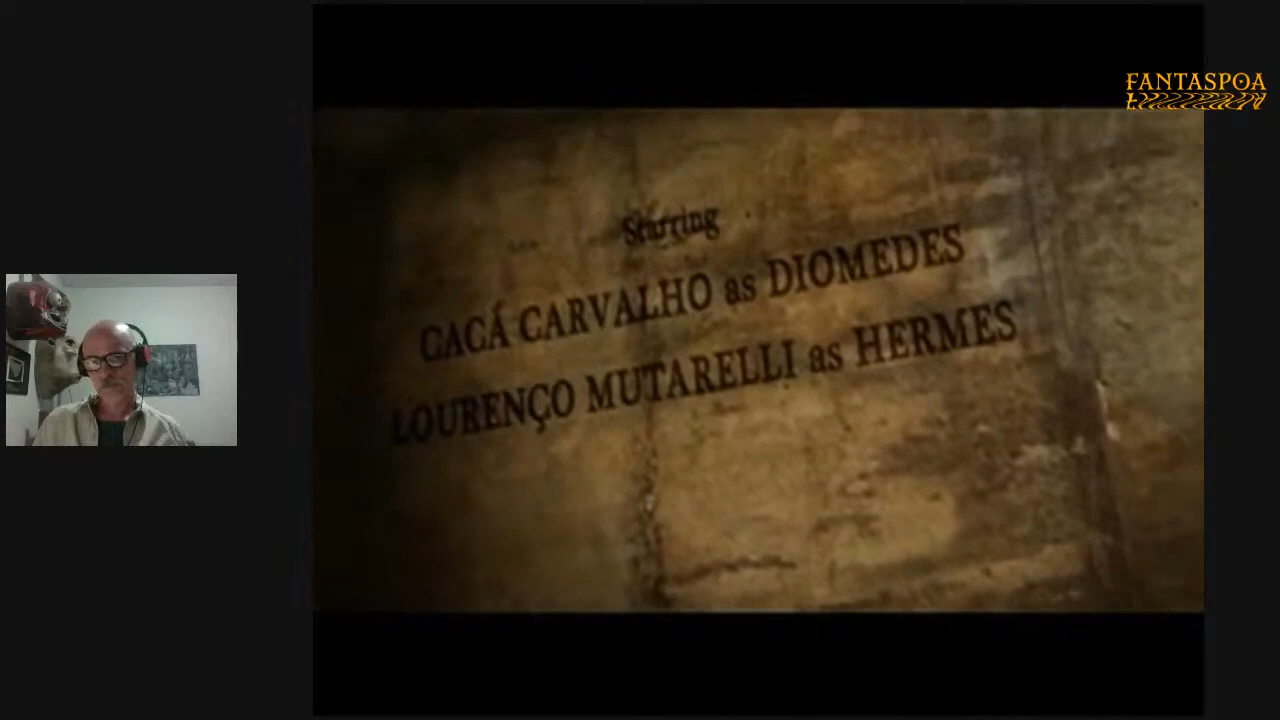 FANTASPOA
Starring
CACÁ CARVALHO as DIOMEDES
LOURENÇO MUTARELLI as HERMES